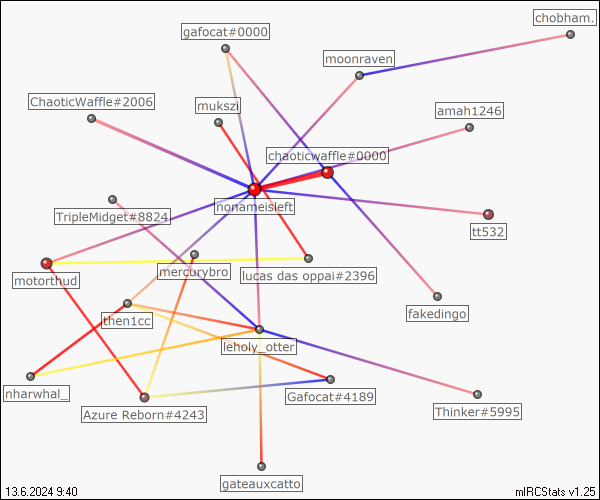 chobham.
gafocat#0000
moonraven
ChaoticWaffle#2006
mukszi
amah1246
chaoticwaffle#0000
nonameisleft
TripleMidget#8824
tt532
motorthud
mercurybro
lucas das oppai#2396
then1cc
fakedingo
leholy_otter
nharwhal_
Gafocat#4189
Azure Reborn#4243
Thinker#5995
gateauxcatto
13.6.2024 9:40
mIRCStats v1.25